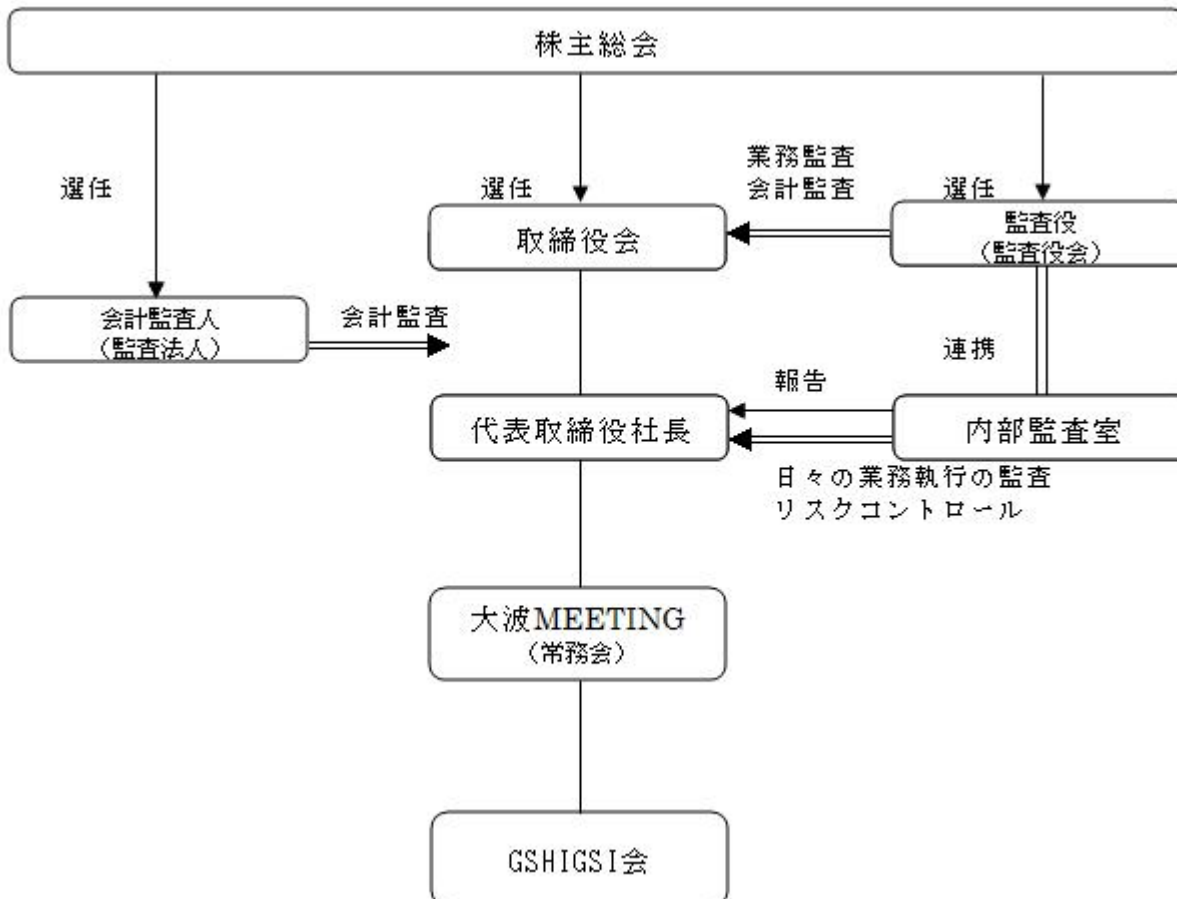 株主総会
選任
選任
業務監査
会計監査
選任
取締役会
監査役
（監査役会）
会計監査人
（監査法人）
会計監査
連携
報告
代表取締役社長
内部監査室
日々の業務執行の監査
リスクコントロール
大波MEETING
（常務会）
GSHIGSI会